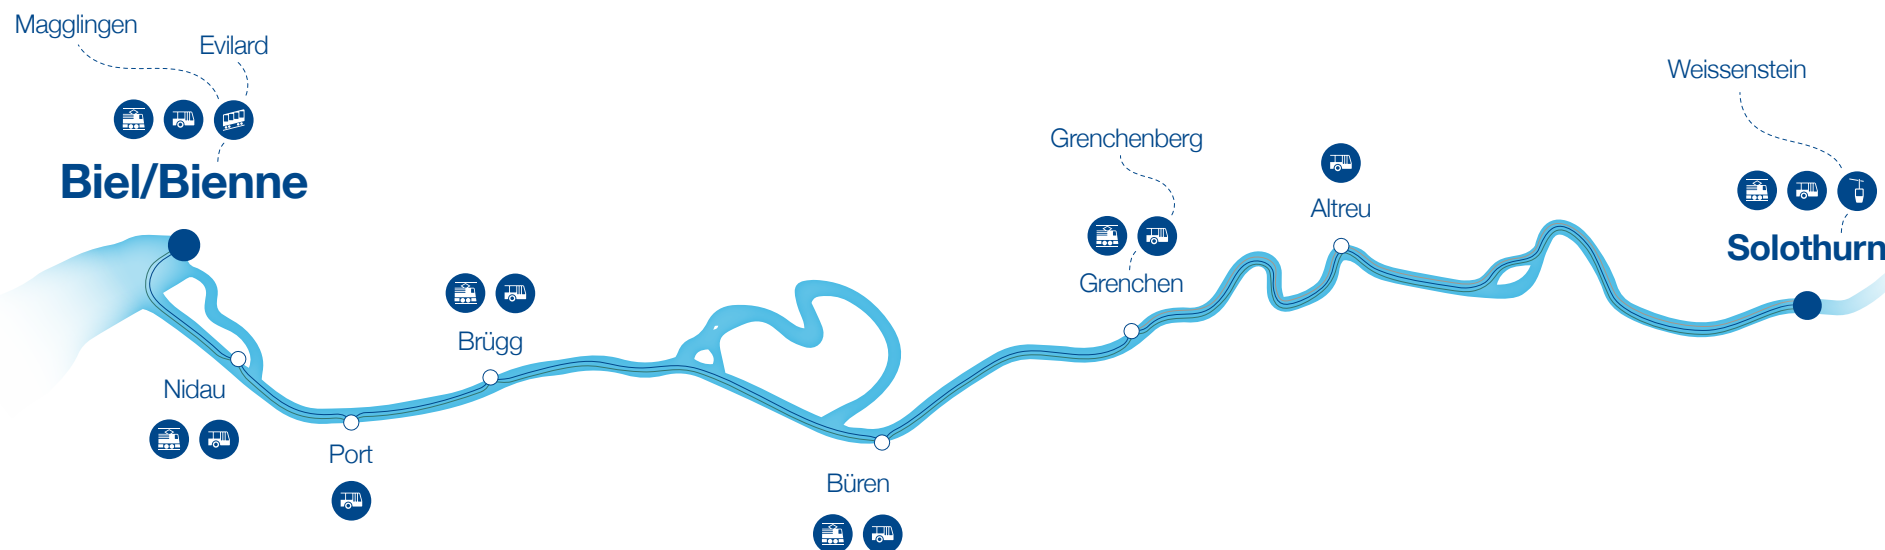 Magglingen
Evilard
Biel/Bienne
Nidau
Port
Brügg
Büren
Grenchenberg
Grenchen
Altreu
Weissenstein
Solothurn